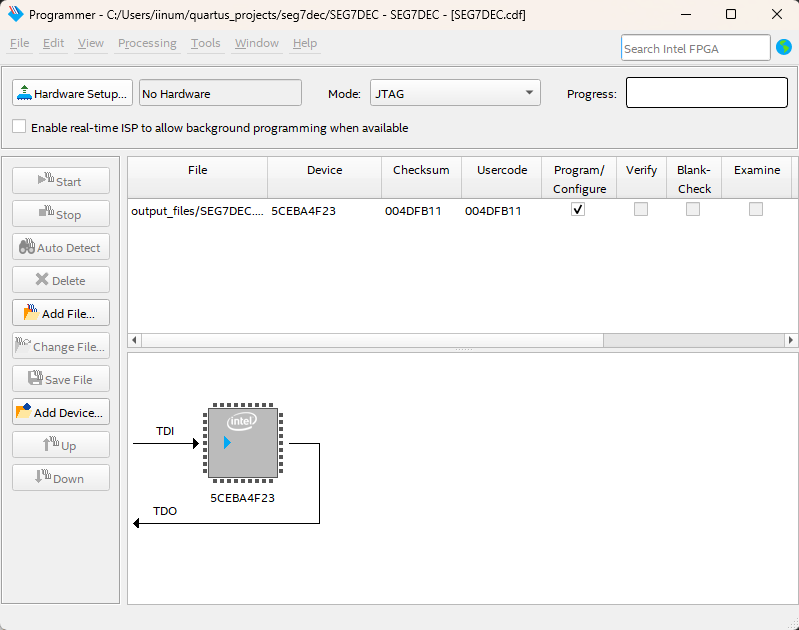 Programmer - C:/Users/iinum/quartus_projects/seg7dec/SEG7DEC - SEG7DEC - [SEG7DEC.cdf]
File Edit View Processing Tools Window Help
Search Intel FPGA
Hardware Setup... No Hardware Mode: JTAG Progress:
Enable real-time ISP to allow background programming when available
Start
Stop
Auto Detect
Delete
Add File...
Change File...
Save File
Add Device...
Up
Down
File Device Checksum Usercode Program/ Verify Blank- Examine
Configure Check
output_files/SEG7DEC.... 5CEBA4F23 004DFB11 004DFB11
intel
TDI
5CEBA4F23
TDO